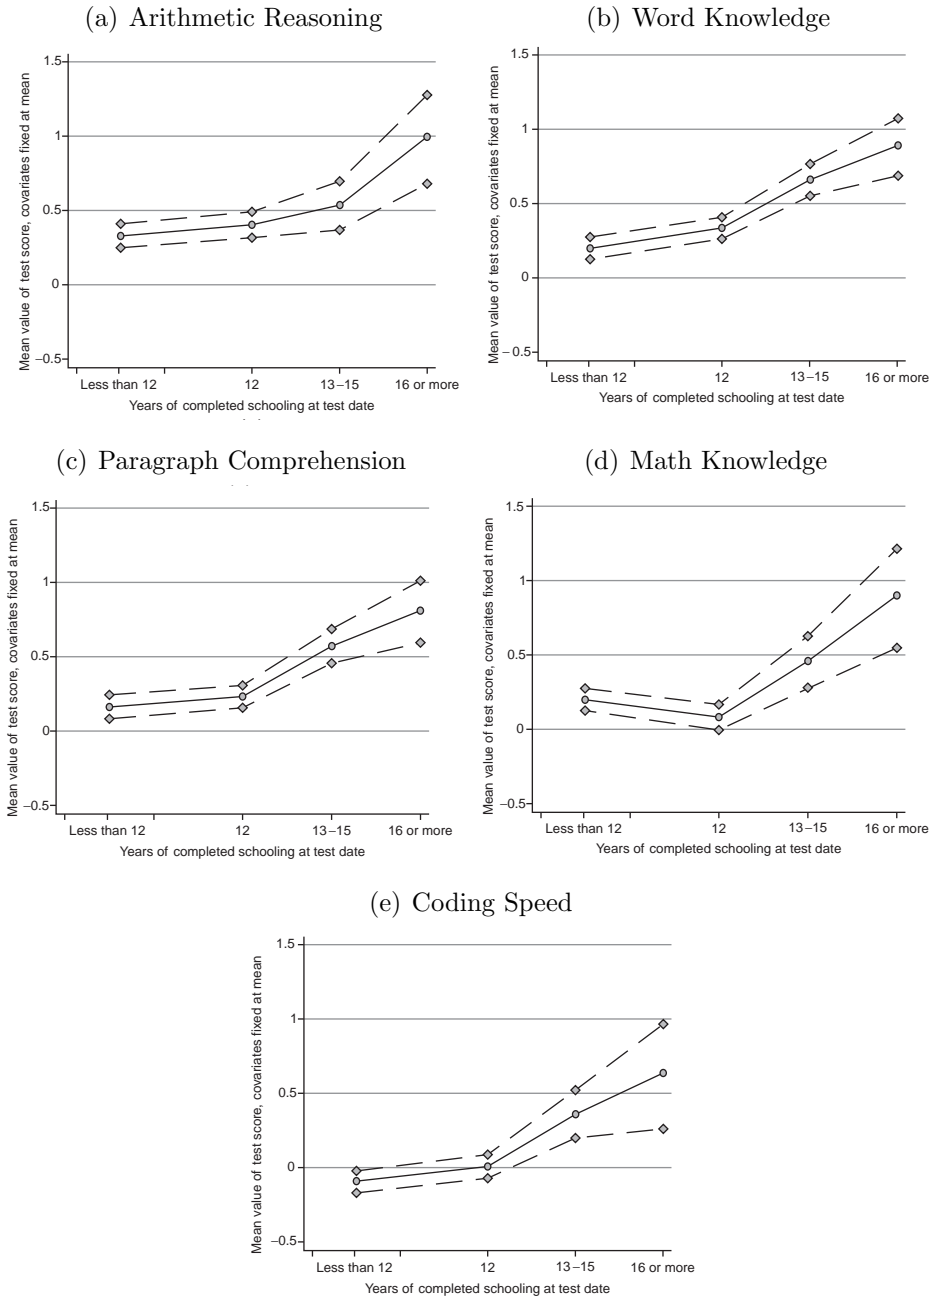 (a) Arithmetic Reasoning
Mean value of test score, covariates fixed at mean
1.5
1
0.5
0
−0.5
Less than 12
12
13−15
16 or more
Years of completed schooling at test date
(b) Word Knowledge
Mean value of test score, covariates fixed at mean
1.5
1
0.5
0
−0.5
Less than 12
12
13−15
16 or more
Years of completed schooling at test date
(c) Paragraph Comprehension
Mean value of test score, covariates fixed at mean
1.5
1
0.5
0
−0.5
Less than 12
12
13−15
16 or more
Years of completed schooling at test date
(d) Math Knowledge
Mean value of test score, covariates fixed at mean
1.5
1
0.5
0
−0.5
Less than 12
12
13−15
16 or more
Years of completed schooling at test date
(e) Coding Speed
Mean value of test score, covariates fixed at mean
1.5
1
0.5
0
−0.5
Less than 12
12
13−15
16 or more
Years of completed schooling at test date